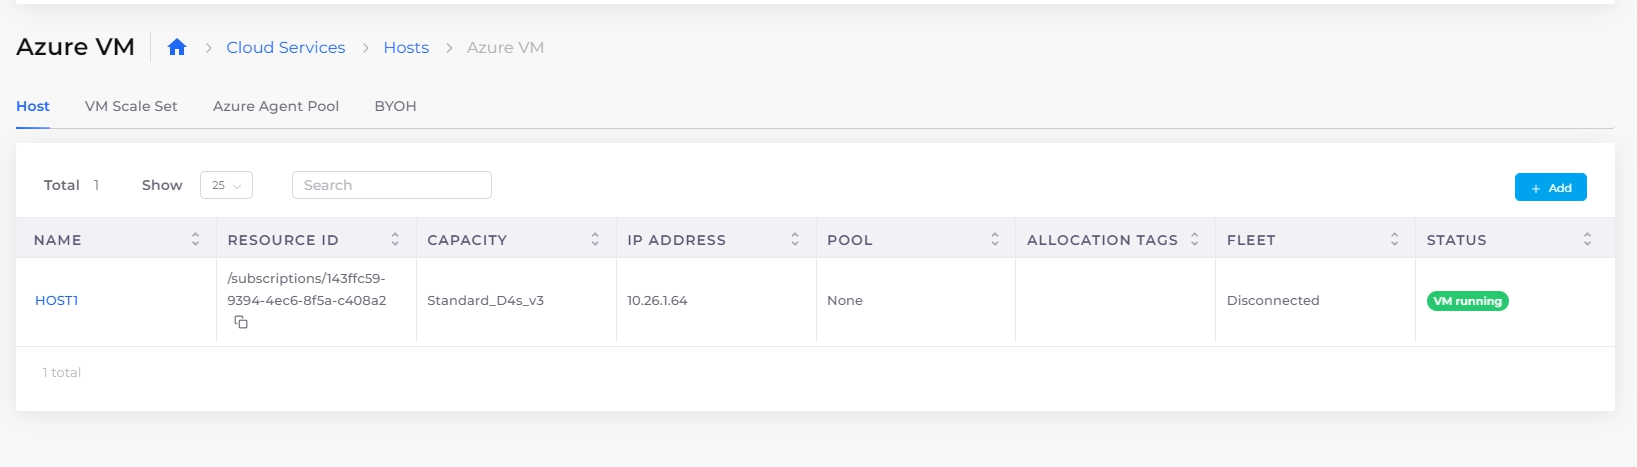 Azure VM
Cloud Services
Hosts
Azure VM
Host
VM Scale Set
Azure Agent Pool
BYOH
Total 1
Show 25
Search
+ Add
NAME
RESOURCE ID
CAPACITY
IP ADDRESS
POOL
ALLOCATION TAGS
FLEET
STATUS
HOST1
/subscriptions/143ffc59-
9394-4ec6-8f5a-c408a2
Standard_D4s_v3
10.26.1.64
None
Disconnected
VM running
1 total